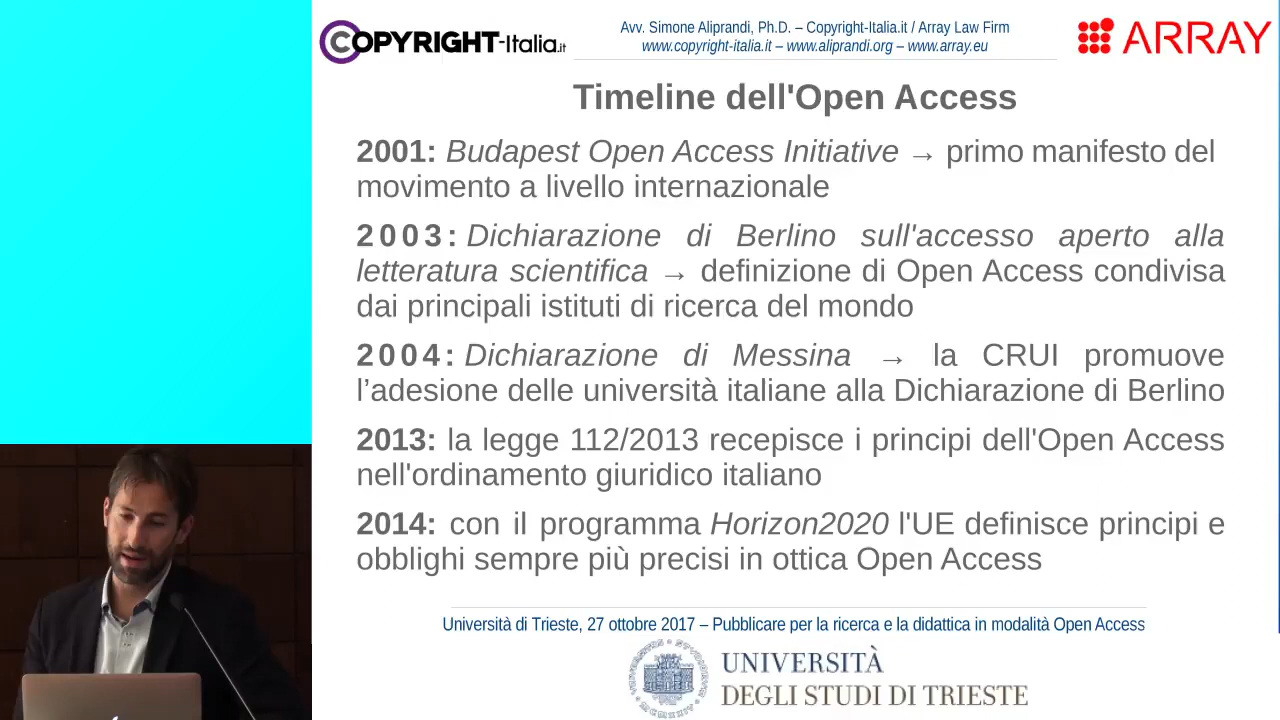 COPYRIGHT-Italia.it
Avv. Simone Aliprandi, Ph.D. – Copyright-Italia.it / Array Law Firm
www.copyright-italia.it – www.aliprandi.org – www.array.eu
ARRAY
Timeline dell'Open Access
2001: Budapest Open Access Initiative → primo manifesto del
movimento a livello internazionale
2003: Dichiarazione di Berlino sull'accesso aperto alla
letteratura scientifica → definizione di Open Access condivisa
dai principali istituti di ricerca del mondo
2004: Dichiarazione di Messina → la CRUI promuove
l’adesione delle università italiane alla Dichiarazione di Berlino
2013: la legge 112/2013 recepisce i principi dell'Open Access
nell'ordinamento giuridico italiano
2014: con il programma Horizon2020 l'UE definisce principi e
obblighi sempre più precisi in ottica Open Access
Università di Trieste, 27 ottobre 2017 – Pubblicare per la ricerca e la didattica in modalità Open Access
UNIVERSITÀ
DEGLI STUDI DI TRIESTE